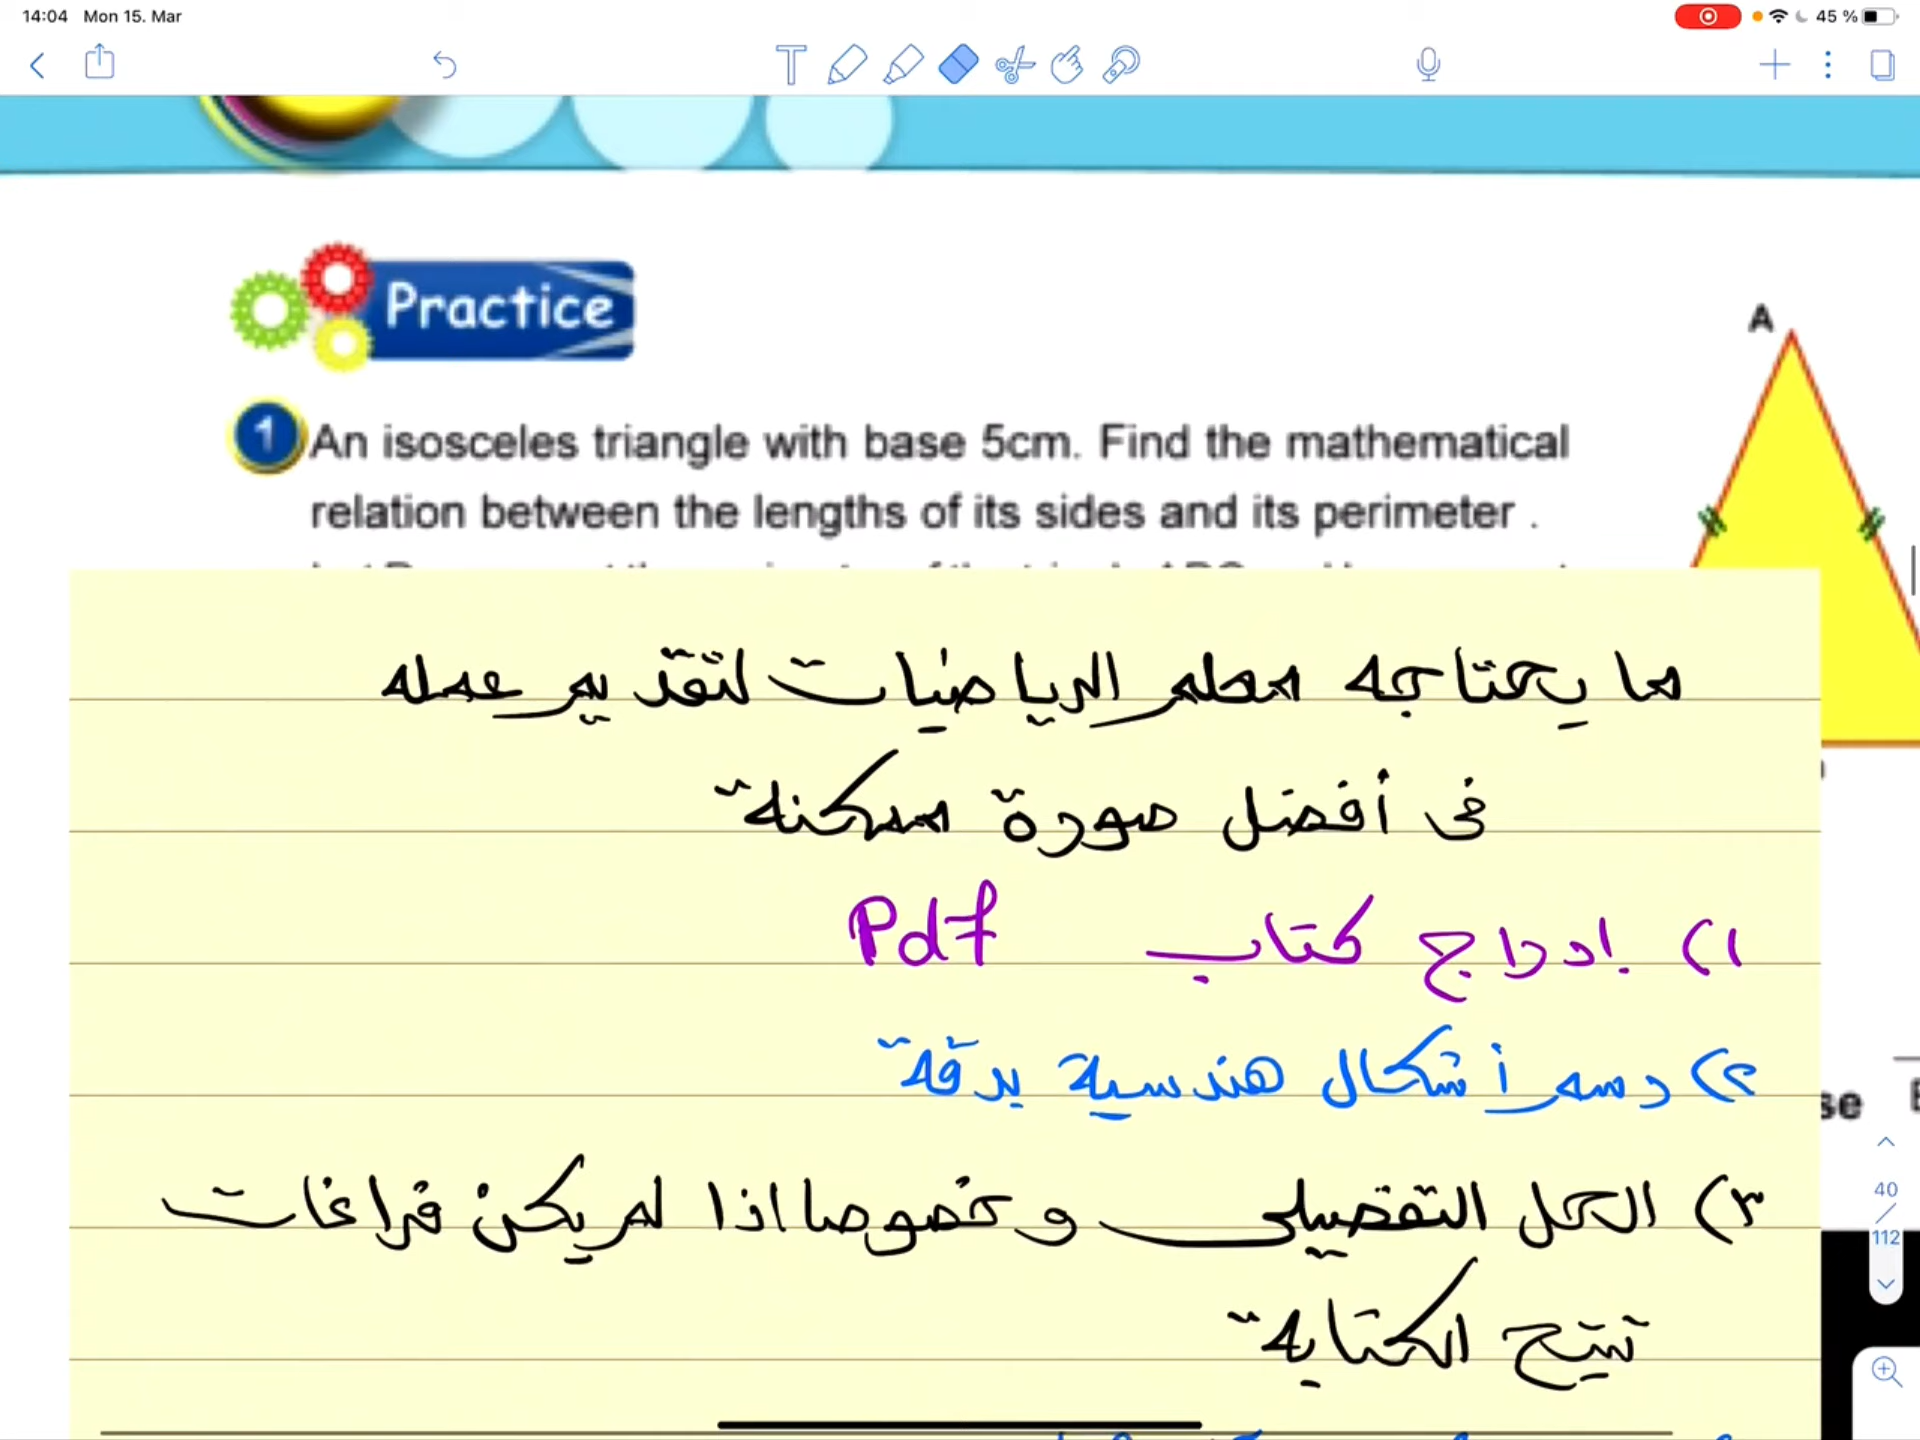 14:04 Mon 15. Mar 45 %
Practice
A
1 An isosceles triangle with base 5cm. Find the mathematical
relation between the lengths of its sides and its perimeter .
ما يحتاجه معلم الرياضيات لتقديم عمله
فى أفضل صورة ممكنة
١) إدراج كتاب Pdf
٢) رسم أشكال هندسية بدقة
se
٣) الحل التفصيلى وخصوصا اذا لم يكن فراغات
40
/
112
تتيح الكتابة